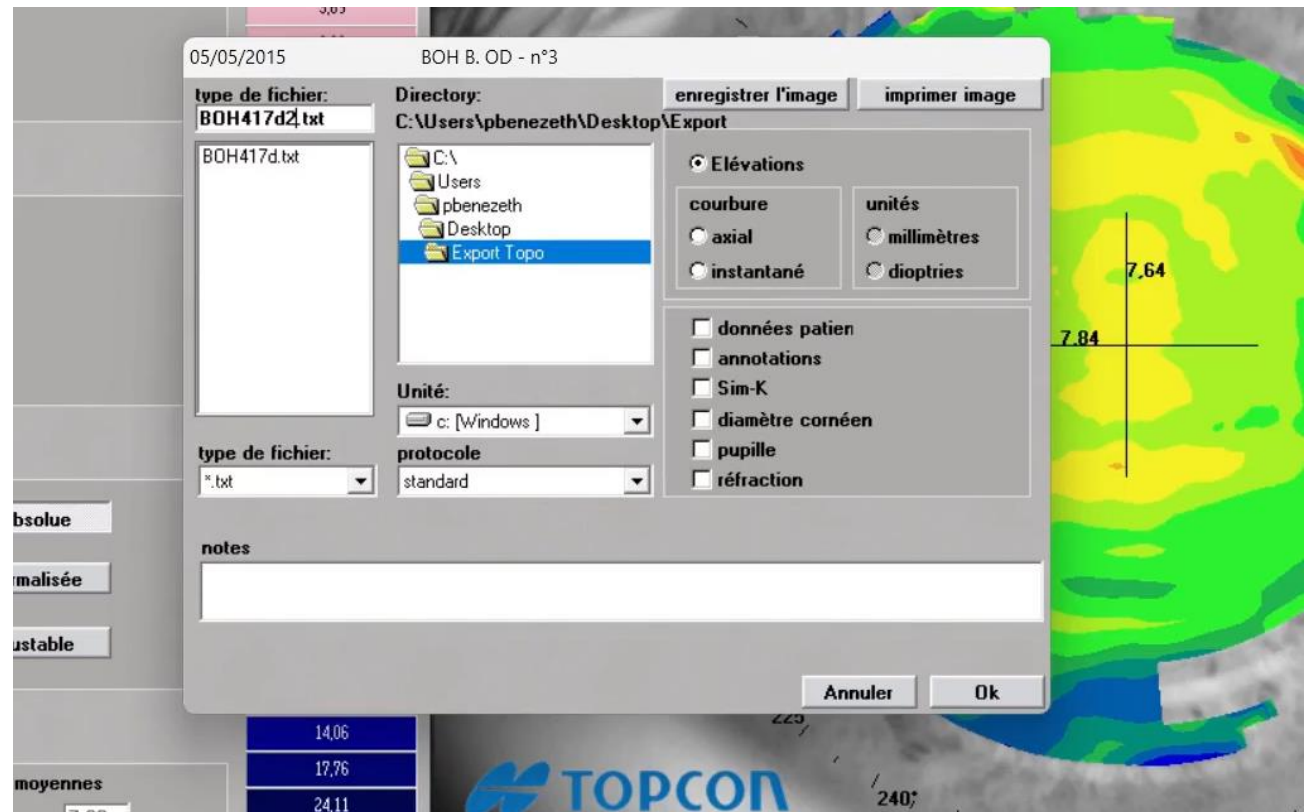 3,65
05/05/2015 BOH B. OD - n°3
type de fichier:
BOH417d2.txt
BOH417d.txt
Directory:
C:\Users\pbenezeth\Desktop\Export
C:\
Users
pbenezeth
Desktop
Export Topo
enregistrer l'image
imprimer image
Elévations
courbure
axial
instantané
unités
millimètres
dioptries
données patien
annotations
Sim-K
diamètre cornéen
pupille
réfraction
Unité:
c: [Windows ]
type de fichier:
*.txt
protocole
standard
notes
Annuler
Ok
bsolue
rmalisée
ustable
moyennes
14,06
17,76
24,11
7,64
7.84
225
240
TOPCON